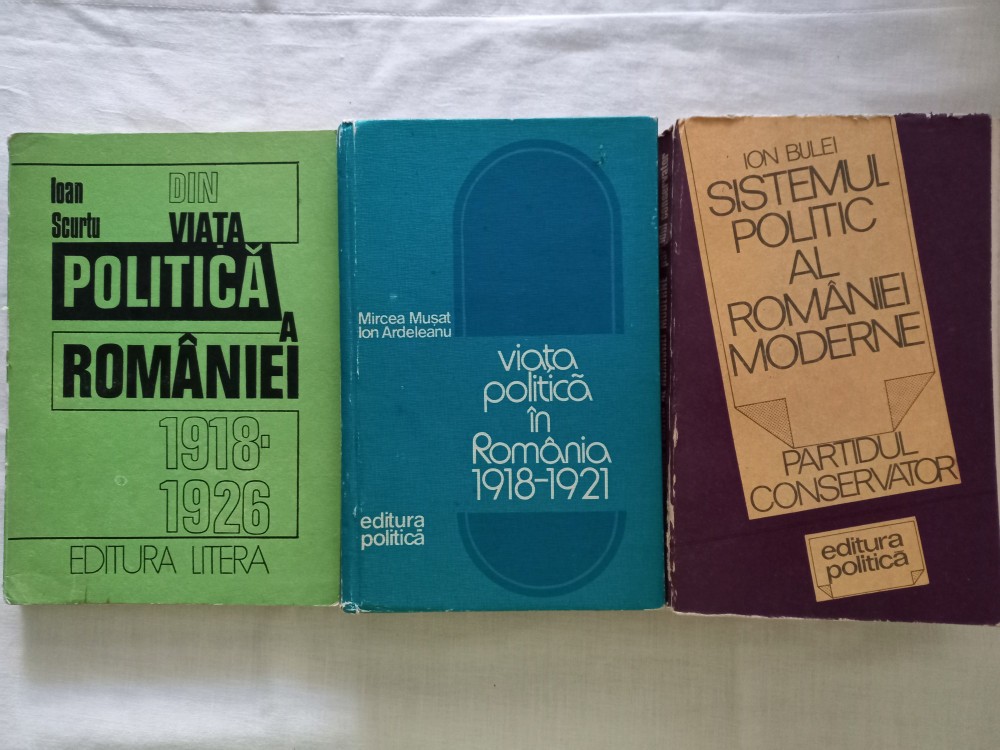 Ioan
Scurtu
DIN
VIAȚA
POLITICĂ
A
ROMÂNIEI
1918-
1926
EDITURA LITERA
Mircea Mușat
Ion Ardeleanu
viața
politică
în
România
1918-1921
editura
politică
ION BULEI
SISTEMUL
POLITIC
AL
ROMÂNIEI
MODERNE
PARTIDUL
CONSERVATOR
editura
politică